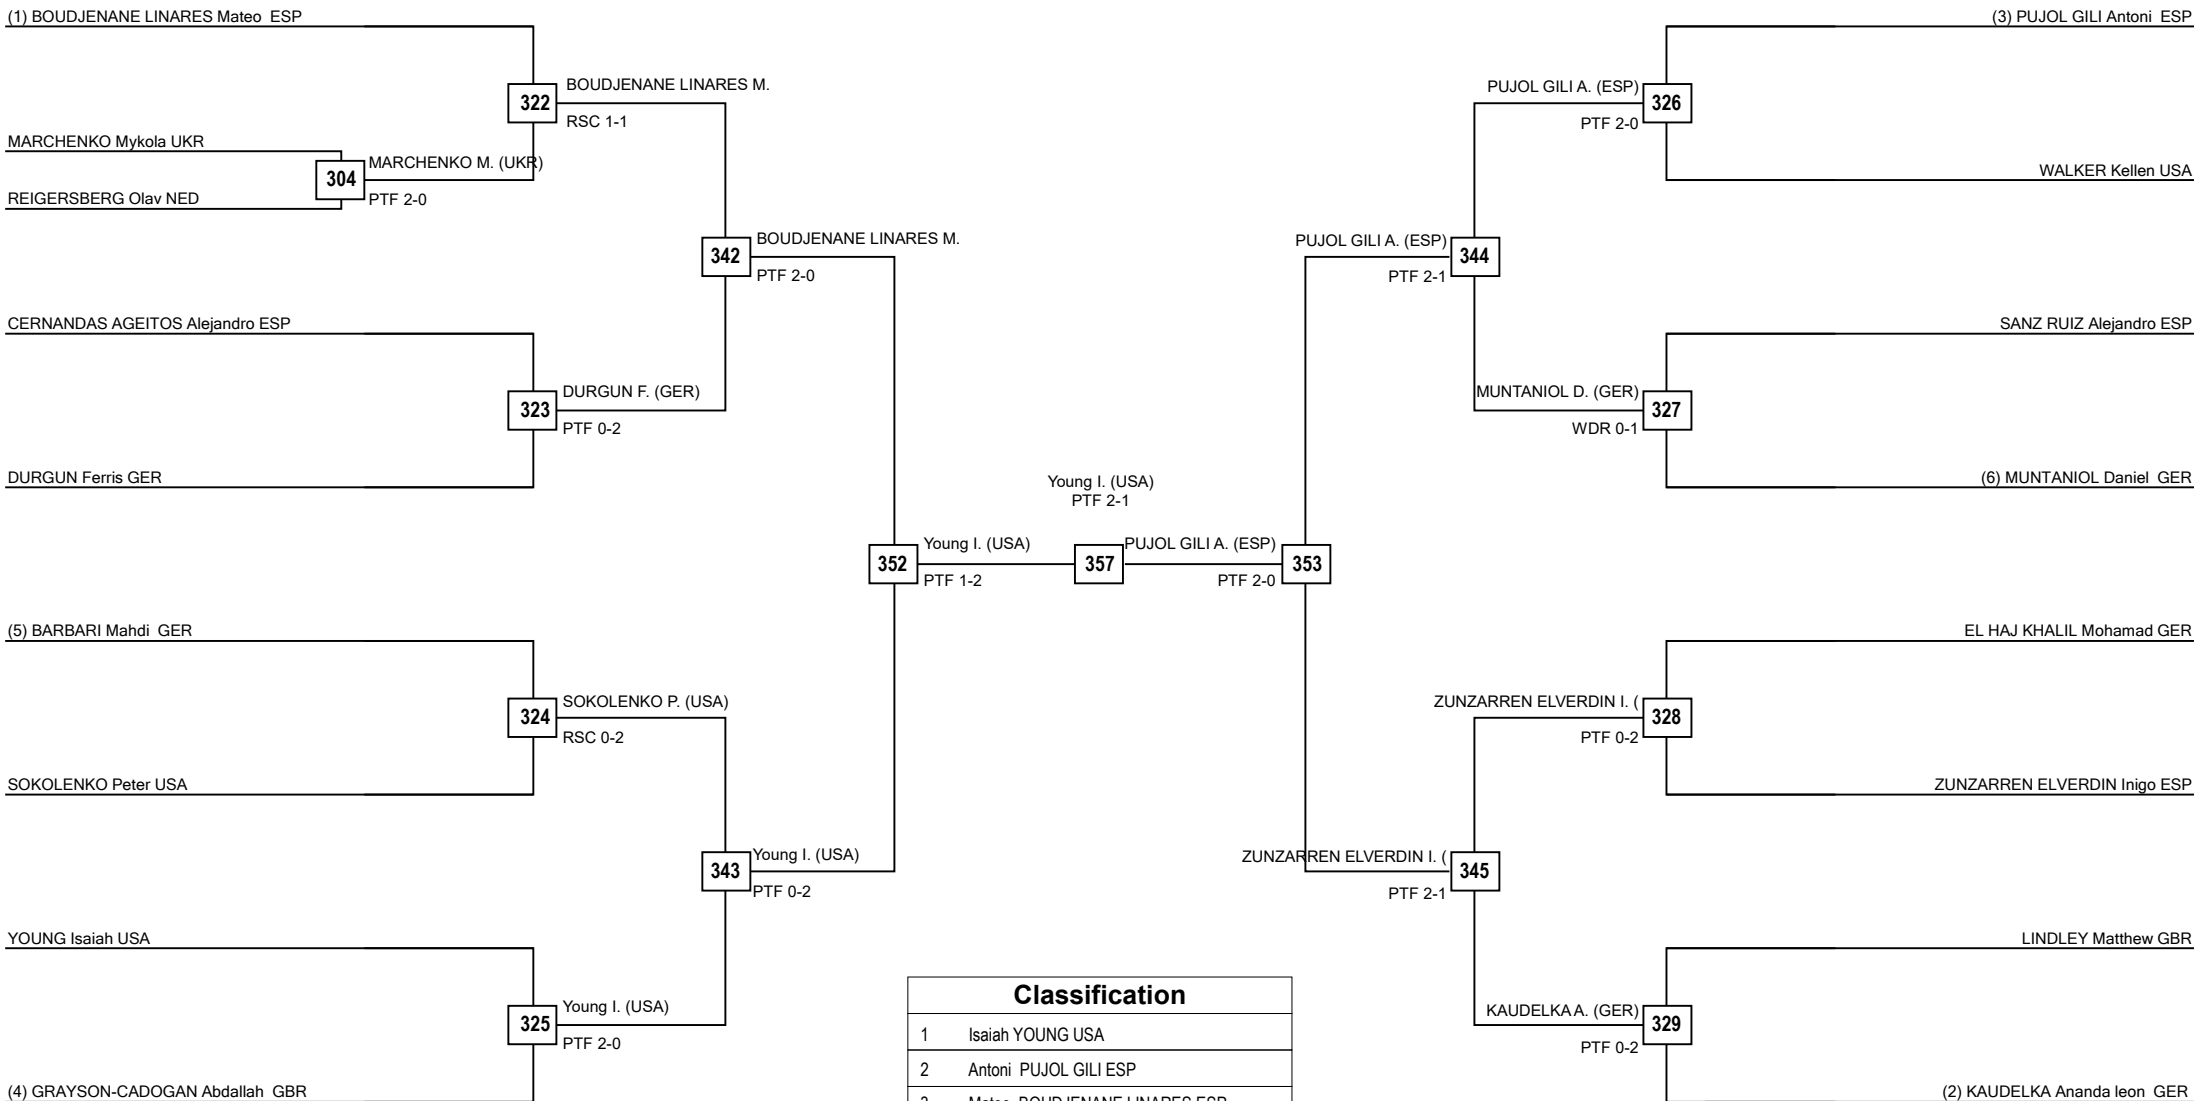 (1) BOUDJENANE LINARES Mateo ESP
(3) PUJOL GILI Antoni ESP
322
BOUDJENANE LINARES M.
RSC 1-1
PUJOL GILI A. (ESP)
326
PTF 2-0
MARCHENKO Mykola UKR
304
MARCHENKO M. (UKR)
PTF 2-0
REIGERSBERG Olav NED
WALKER Kellen USA
342
BOUDJENANE LINARES M.
PTF 2-0
PUJOL GILI A. (ESP)
344
PTF 2-1
CERNANDAS AGEITOS Alejandro ESP
SANZ RUIZ Alejandro ESP
323
DURGUN F. (GER)
PTF 0-2
MUNTANIOL D. (GER)
327
WDR 0-1
DURGUN Ferris GER
(6) MUNTANIOL Daniel GER
Young I. (USA)
PTF 2-1
352
Young I. (USA)
PTF 1-2
357
PUJOL GILI A. (ESP)
353
PTF 2-0
(5) BARBARI Mahdi GER
EL HAJ KHALIL Mohamad GER
324
SOKOLENKO P. (USA)
RSC 0-2
ZUNZARREN ELVERDIN I. (
328
PTF 0-2
SOKOLENKO Peter USA
ZUNZARREN ELVERDIN Inigo ESP
343
Young I. (USA)
PTF 0-2
ZUNZARREN ELVERDIN I. (
345
PTF 2-1
YOUNG Isaiah USA
LINDLEY Matthew GBR
325
Young I. (USA)
PTF 2-0
KAUDELKA A. (GER)
329
PTF 0-2
(4) GRAYSON-CADOGAN Abdallah GBR
(2) KAUDELKA Ananda leon GER
Classification
1 Isaiah YOUNG USA
2 Antoni PUJOL GILI ESP
3 Mateo BOUDJENANE LINARES ESP